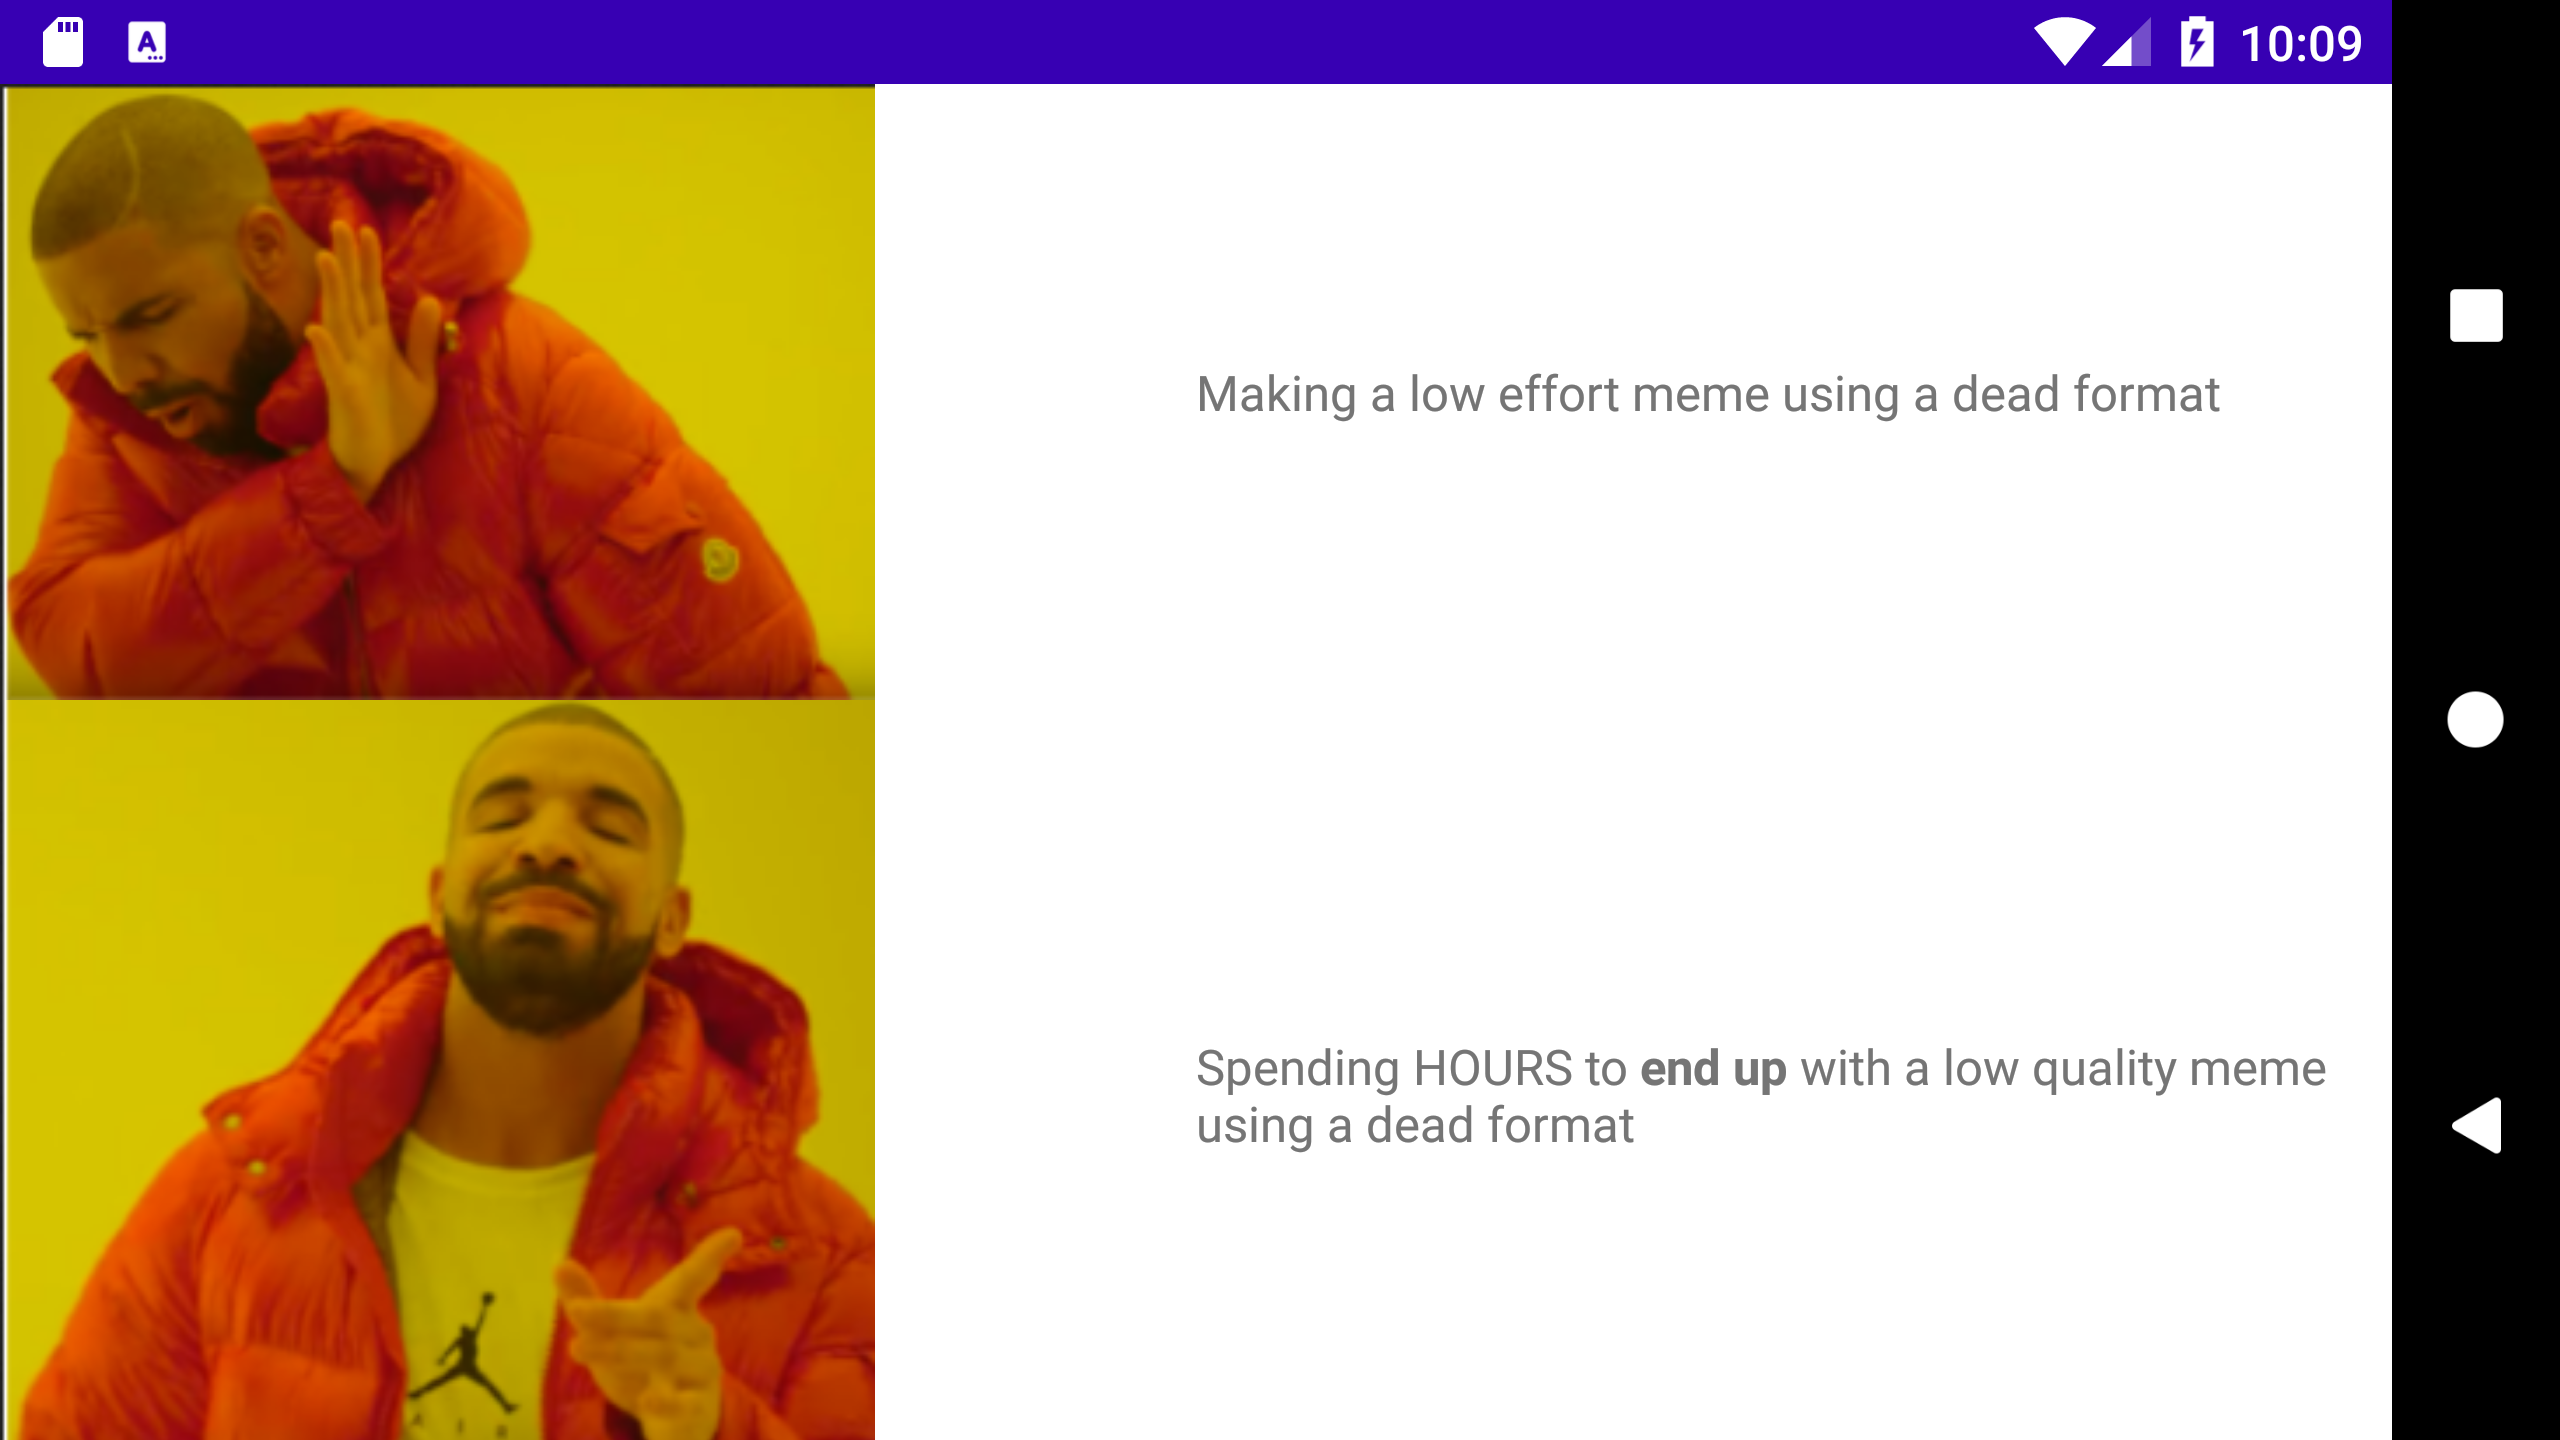 10:09
Making a low effort meme using a dead format
Spending HOURS to end up with a low quality meme
using a dead format
A I R